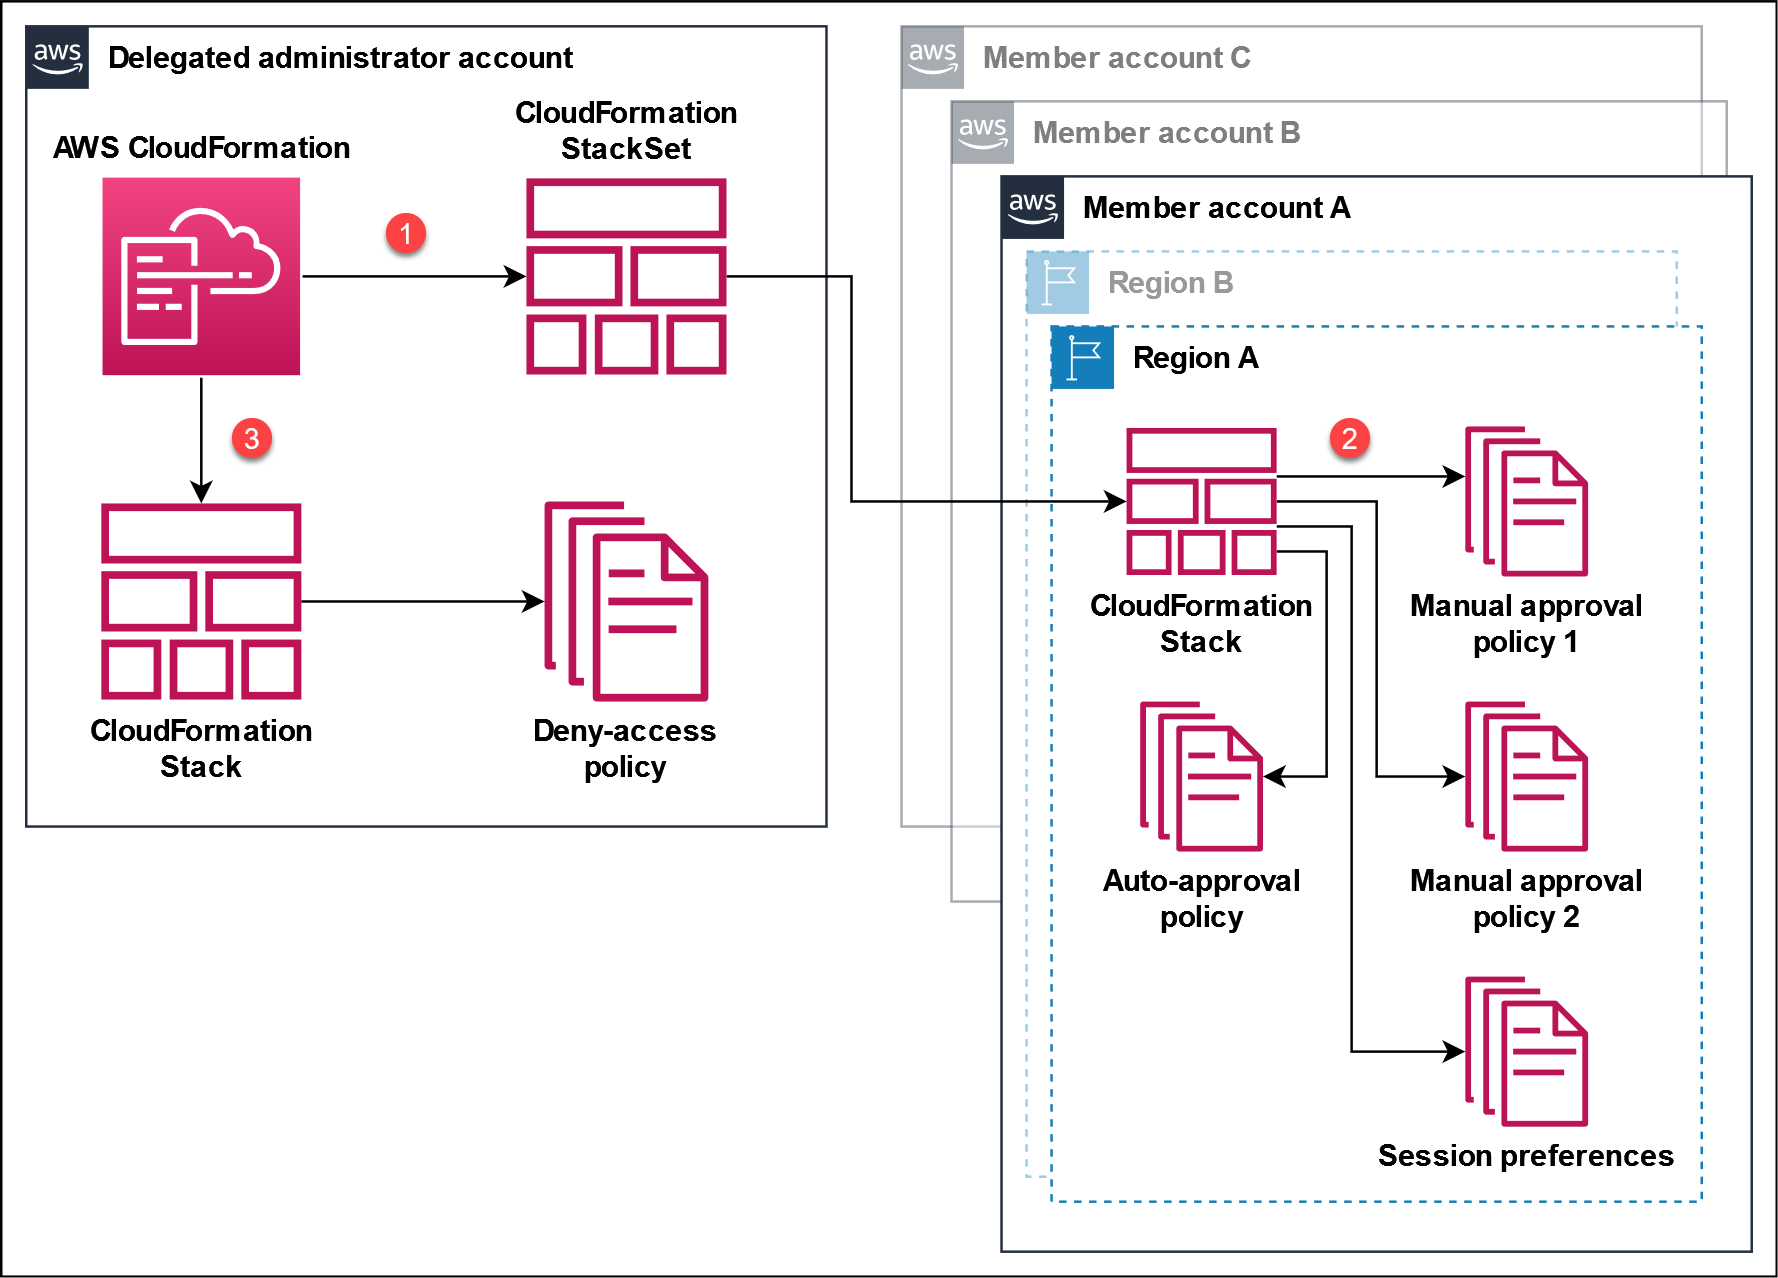 aws
Delegated administrator account
AWS CloudFormation
CloudFormation
StackSet
1
3
CloudFormation
Stack
Deny-access
policy
aws
Member account C
aws
Member account B
aws
Member account A
Region B
Region A
2
CloudFormation
Stack
Manual approval
policy 1
Auto-approval
policy
Manual approval
policy 2
Session preferences